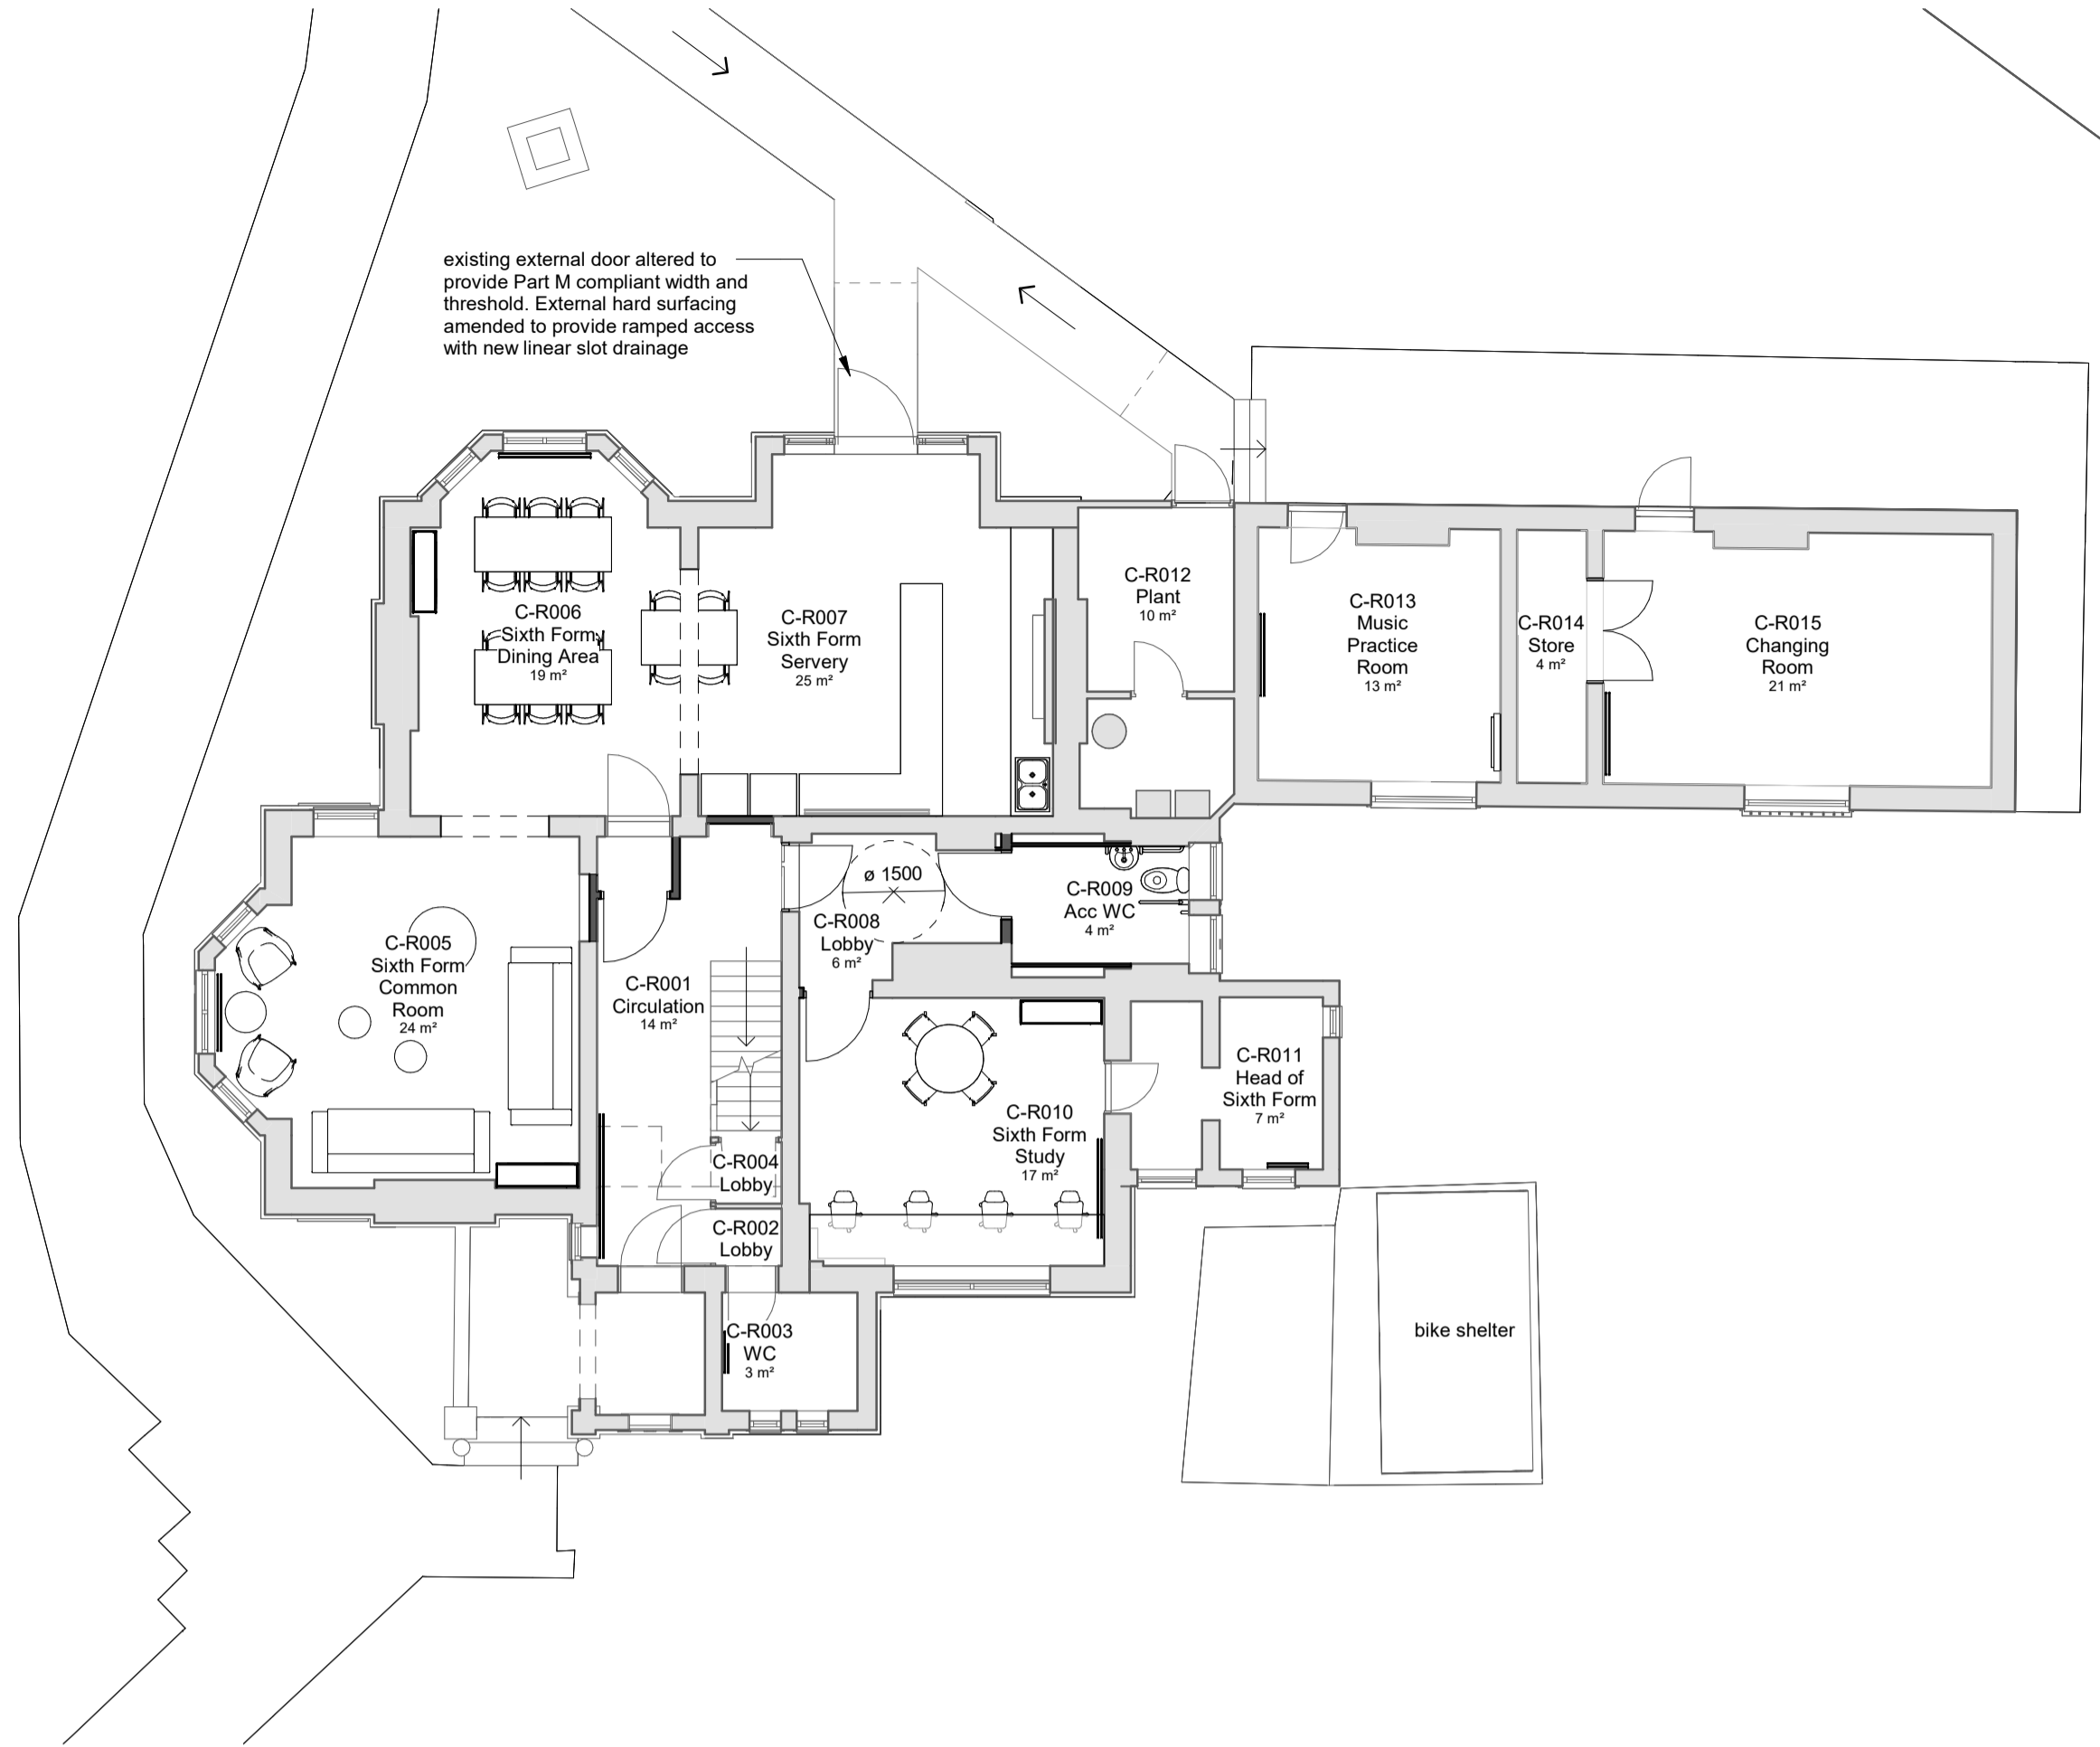 existing external door altered to
provide Part M compliant width and
threshold. External hard surfacing
amended to provide ramped access
with new linear slot drainage
C-R006
Sixth Form
Dining Area
19 m²
C-R007
Sixth Form
Servery
25 m²
C-R012
Plant
10 m²
C-R013
Music
Practice
Room
13 m²
C-R014
Store
4 m²
C-R015
Changing
Room
21 m²
C-R005
Sixth Form
Common
Room
24 m²
C-R001
Circulation
14 m²
ø 1500
C-R008
Lobby
6 m²
C-R009
Acc WC
4 m²
C-R010
Sixth Form
Study
17 m²
C-R011
Head of
Sixth Form
7 m²
C-R004
Lobby
C-R002
Lobby
C-R003
WC
3 m²
bike shelter